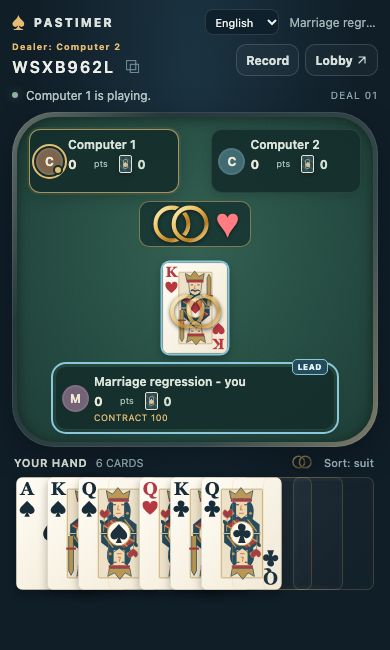 PASTIMER
English
Marriage regr...
Dealer: Computer 2
WSXB962L
Record
Lobby
Computer 1 is playing.
DEAL 01
C
Computer 1
0 pts 0
C
Computer 2
0 pts 0
K
K
LEAD
M
Marriage regression - you
0 pts 0
CONTRACT 100
YOUR HAND 6 CARDS
Sort: suit
A K Q Q K Q
Q